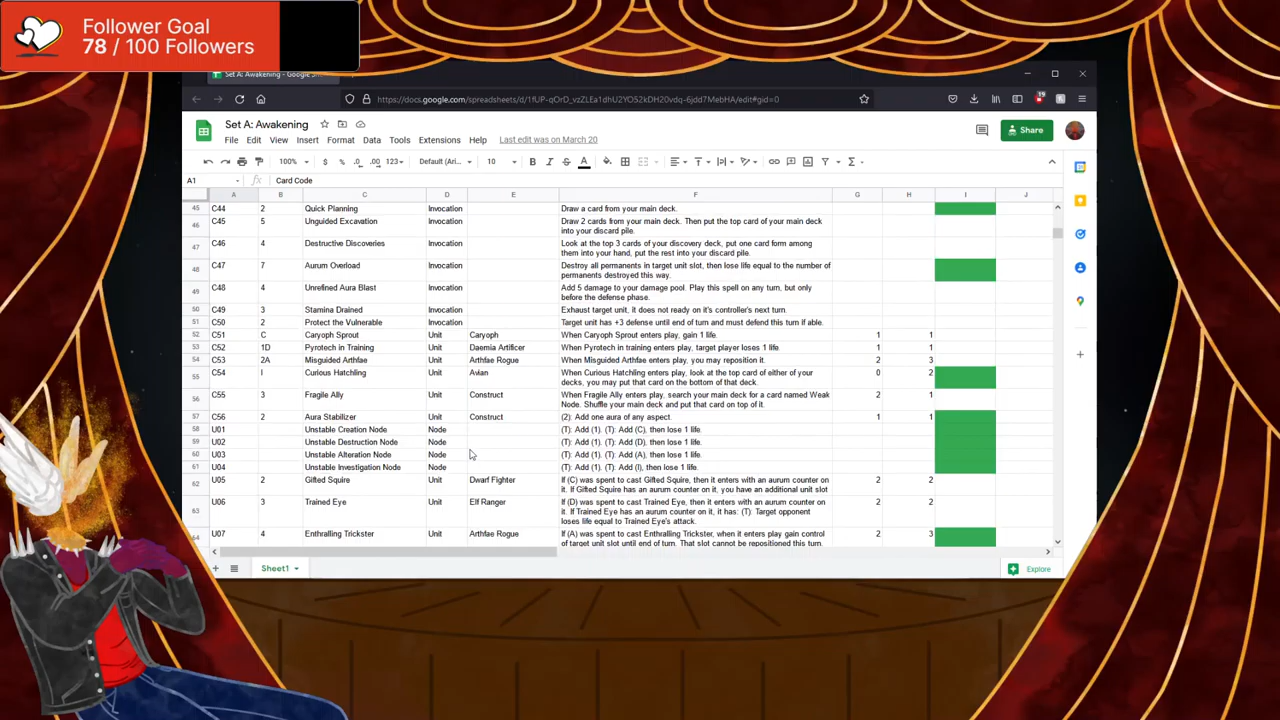 Follower Goal
78 / 100 Followers
Set A: Awakening - Google S...
19
Set A: Awakening
File Edit View Insert Format Data Tools Extensions Help Last edit was on March 20
Share
100% $ % .0 .00 123 Default (Ari... 10 B I S A
A1 fx Card Code
A B C D E F G H I J
45 C44 2 Quick Planning Invocation Draw a card from your main deck.
46 C45 5 Unguided Excavation Invocation Draw 2 cards from your main deck. Then put the top card of your main deck
into your discard pile.
47 C46 4 Destructive Discoveries Invocation Look at the top 3 cards of your discovery deck, put one card form among
them into your hand, put the rest into your discard pile.
48 C47 7 Aurum Overload Invocation Destroy all permanents in target unit slot, then lose life equal to the number of
permanents destroyed this way.
49 C48 4 Unrefined Aura Blast Invocation Add 5 damage to your damage pool. Play this spell on any turn, but only
before the defense phase.
50 C49 3 Stamina Drained Invocation Exhaust target unit, it does not ready on it's controller's next turn.
51 C50 2 Protect the Vulnerable Invocation Target unit has +3 defense until end of turn and must defend this turn if able.
52 C51 C Caryoph Sprout Unit Caryoph When Caryoph Sprout enters play, gain 1 life. 1 1
53 C52 1D Pyrotech in Training Unit Daemia Artificer When Pyrotech in training enters play, target player loses 1 life. 1 1
54 C53 2A Misguided Arthfae Unit Arthfae Rogue When Misguided Arthfae enters play, you may reposition it. 2 3
55 C54 I Curious Hatchling Unit Avian When Curious Hatchling enters play, look at the top card of either of your 0 2
decks, you may put that card on the bottom of that deck.
56 C55 3 Fragile Ally Unit Construct When Fragile Ally enters play, search your main deck for a card named Weak 2 1
Node. Shuffle your main deck and put that card on top of it.
57 C56 2 Aura Stabilizer Unit Construct (2): Add one aura of any aspect. 1 1
58 U01 Unstable Creation Node Node (T): Add (1). (T): Add (C), then lose 1 life.
59 U02 Unstable Destruction Node Node (T): Add (1). (T): Add (D), then lose 1 life.
60 U03 Unstable Alteration Node Node (T): Add (1). (T): Add (A), then lose 1 life.
61 U04 Unstable Investigation Node Node (T): Add (1). (T): Add (I), then lose 1 life.
62 U05 2 Gifted Squire Unit Dwarf Fighter If (C) was spent to cast Gifted Squire, then it enters with an aurum counter on 2 2
it. If Gifted Squire has an aurum counter on it, you have an additional unit slot
63 U06 3 Trained Eye Unit Elf Ranger If (D) was spent to cast Trained Eye, then it enters with an aurum counter on 2 2
it. If Trained Eye has an aurum counter on it, it has: (T): Target opponent
loses life equal to Trained Eye's attack.
64 U07 4 Enthralling Trickster Unit Arthfae Rogue If (A) was spent to cast Enthralling Trickster, when it enters play gain control 2 3
of target unit slot until end of turn. That slot cannot be repositioned this turn.
Sheet1 Explore